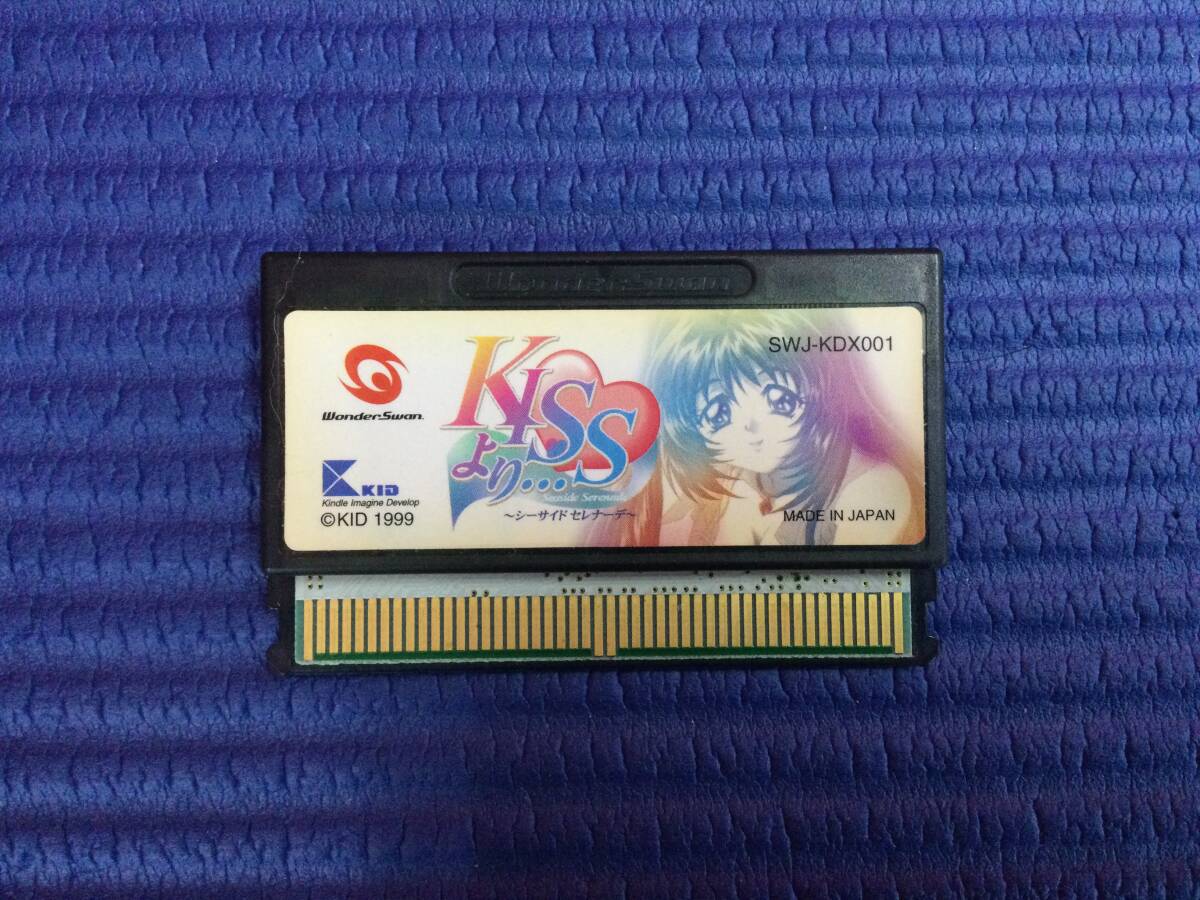 WonderSwan
SWJ-KDX001
WonderSwan
KISS
より...
Seaside Serenade
～シーサイド セレナーデ～
KID
Kindle Imagine Develop
©KID 1999
MADE IN JAPAN